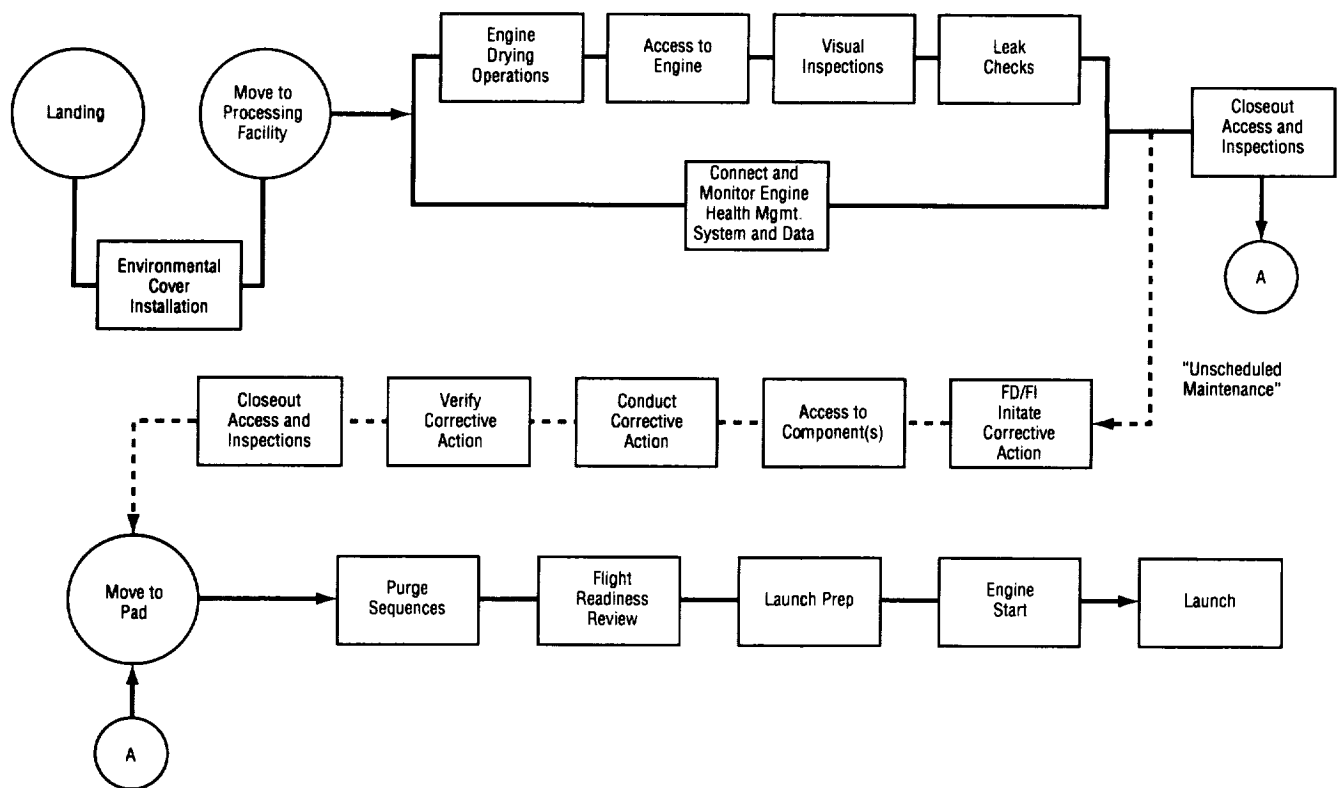 Landing
Environmental
Cover
Installation
Move to
Processing
Facility
Engine
Drying
Operations
Access to
Engine
Visual
Inspections
Leak
Checks
Connect and
Monitor Engine
Health Mgmt.
System and Data
Closeout
Access and
Inspections
A
"Unscheduled
Maintenance"
FD/FI
Initate
Corrective
Action
Access to
Component(s)
Conduct
Corrective
Action
Verify
Corrective
Action
Closeout
Access and
Inspections
Move to
Pad
A
Purge
Sequences
Flight
Readiness
Review
Launch Prep
Engine
Start
Launch